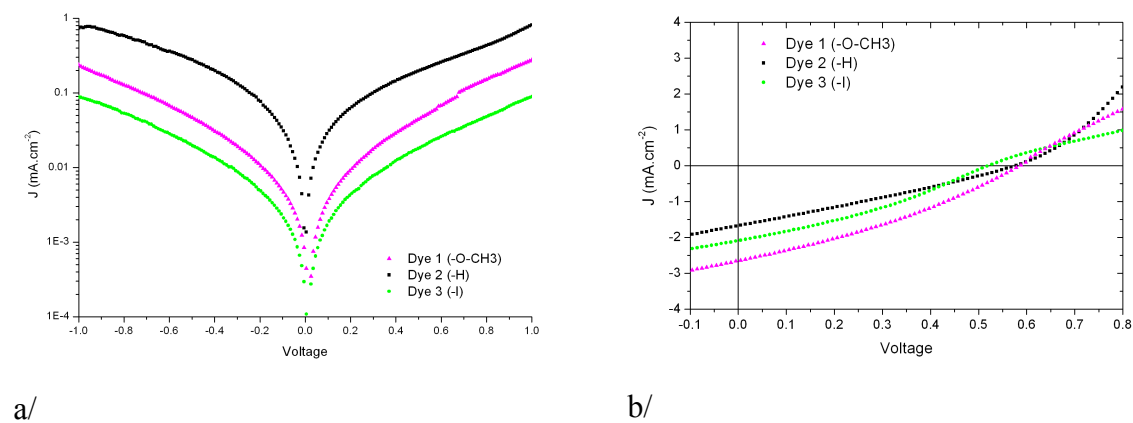 1
0.1
0.01
1E-3
1E-4
J (mA.cm⁻²)
Dye 1 (-O-CH3)
Dye 2 (-H)
Dye 3 (-I)
-1.0 -0.8 -0.6 -0.4 -0.2 0.0 0.2 0.4 0.6 0.8 1.0
Voltage
a/
4
3
2
1
0
-1
-2
-3
-4
J (mA.cm⁻²)
Dye 1 (-O-CH3)
Dye 2 (-H)
Dye 3 (-I)
-0.1 0.0 0.1 0.2 0.3 0.4 0.5 0.6 0.7 0.8
Voltage
b/